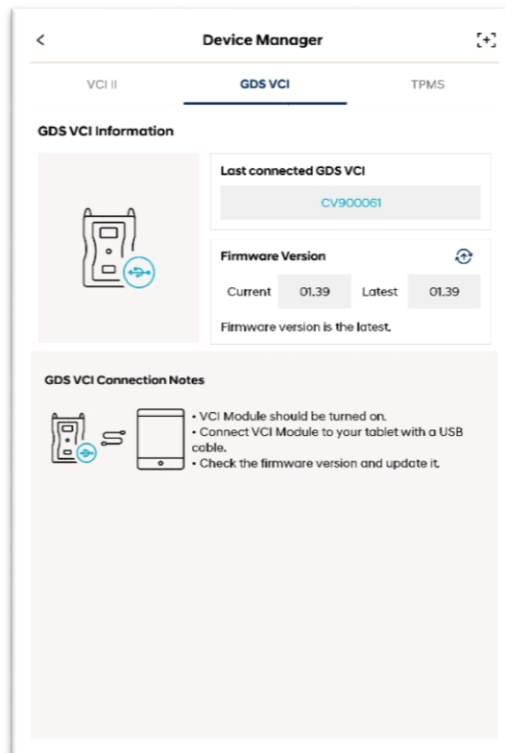 Device Manager
VCI II
GDS VCI
TPMS
GDS VCI Information
Last connected GDS VCI
CV900061
Firmware Version
Current 01.39 Latest 01.39
Firmware version is the latest.
GDS VCI Connection Notes
• VCI Module should be turned on.
• Connect VCI Module to your tablet with a USB
cable.
• Check the firmware version and update it.